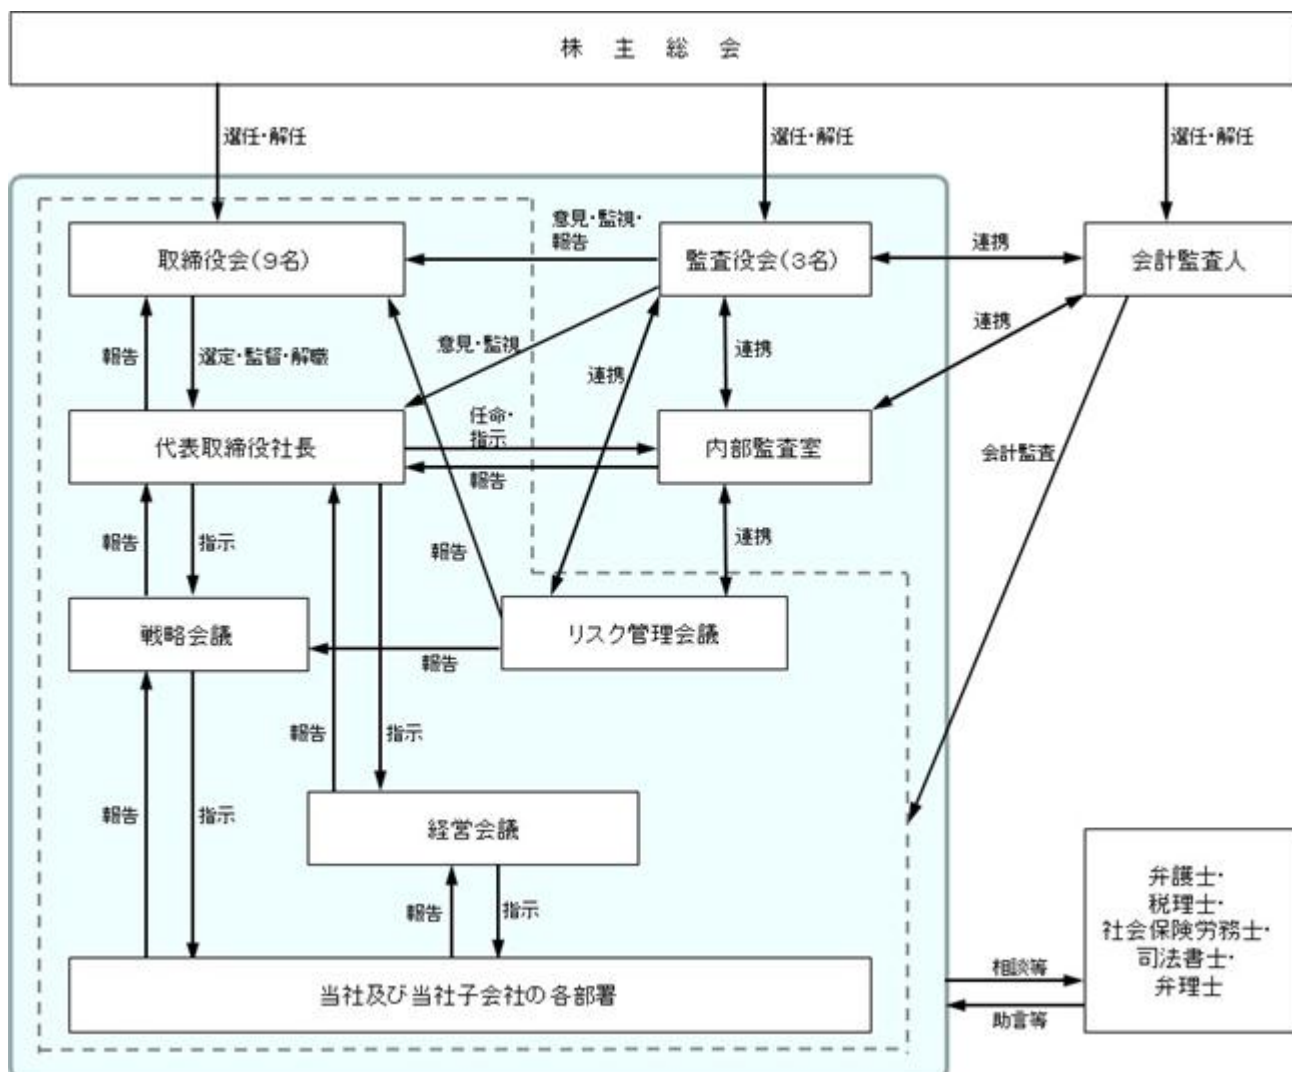 株 主 総 会
選任・解任
選任・解任
選任・解任
取締役会(9名)
意見・監視・
報告
監査役会(3名)
連携
会計監査人
報告
選定・監督・解職
意見・監視
連携
連携
連携
代表取締役社長
任命・
指示
報告
内部監査室
会計監査
報告
指示
報告
連携
戦略会議
報告
リスク管理会議
報告
指示
報告
指示
経営会議
報告
指示
当社及び当社子会社の各部署
弁護士・
税理士・
社会保険労務士・
司法書士・
弁理士
相談等
助言等